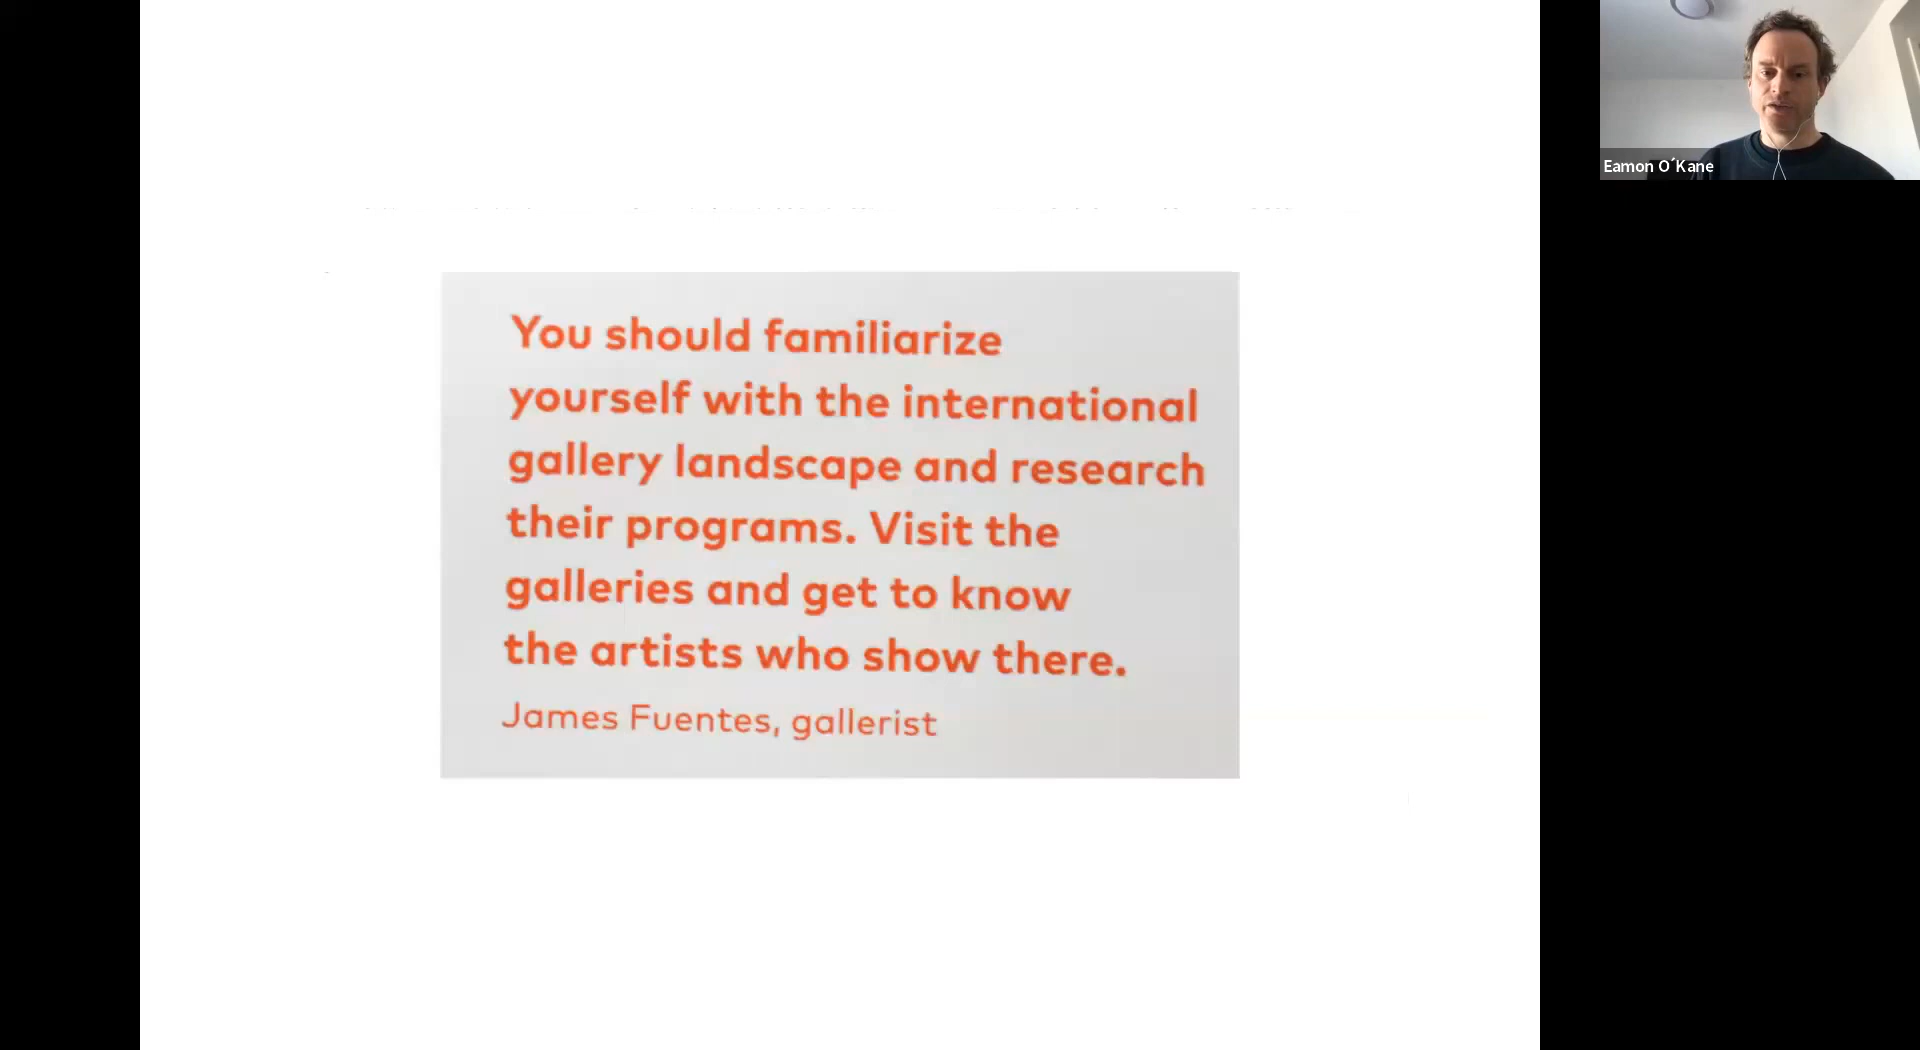 You should familiarize
yourself with the international
gallery landscape and research
their programs. Visit the
galleries and get to know
the artists who show there.
James Fuentes, gallerist
Eamon O´Kane